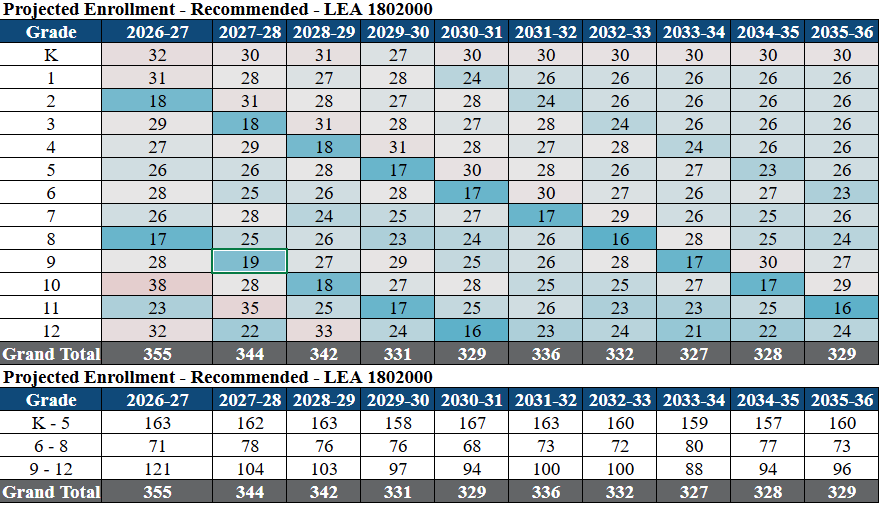 Projected Enrollment - Recommended - LEA 1802000
Grade 2026-27 2027-28 2028-29 2029-30 2030-31 2031-32 2032-33 2033-34 2034-35 2035-36
K 32 30 31 27 30 30 30 30 30 30
1 31 28 27 28 24 26 26 26 26 26
2 18 31 28 27 28 24 26 26 26 26
3 29 18 31 28 27 28 24 26 26 26
4 27 29 18 31 28 27 28 24 26 26
5 26 26 28 17 30 28 26 27 23 26
6 28 25 26 28 17 30 27 26 27 23
7 26 28 24 25 27 17 29 26 25 26
8 17 25 26 23 24 26 16 28 25 24
9 28 19 27 29 25 26 28 17 30 27
10 38 28 18 27 28 25 25 27 17 29
11 23 35 25 17 25 26 23 23 25 16
12 32 22 33 24 16 23 24 21 22 24
Grand Total 355 344 342 331 329 336 332 327 328 329
Projected Enrollment - Recommended - LEA 1802000
Grade 2026-27 2027-28 2028-29 2029-30 2030-31 2031-32 2032-33 2033-34 2034-35 2035-36
K - 5 163 162 163 158 167 163 160 159 157 160
6 - 8 71 78 76 76 68 73 72 80 77 73
9 - 12 121 104 103 97 94 100 100 88 94 96
Grand Total 355 344 342 331 329 336 332 327 328 329